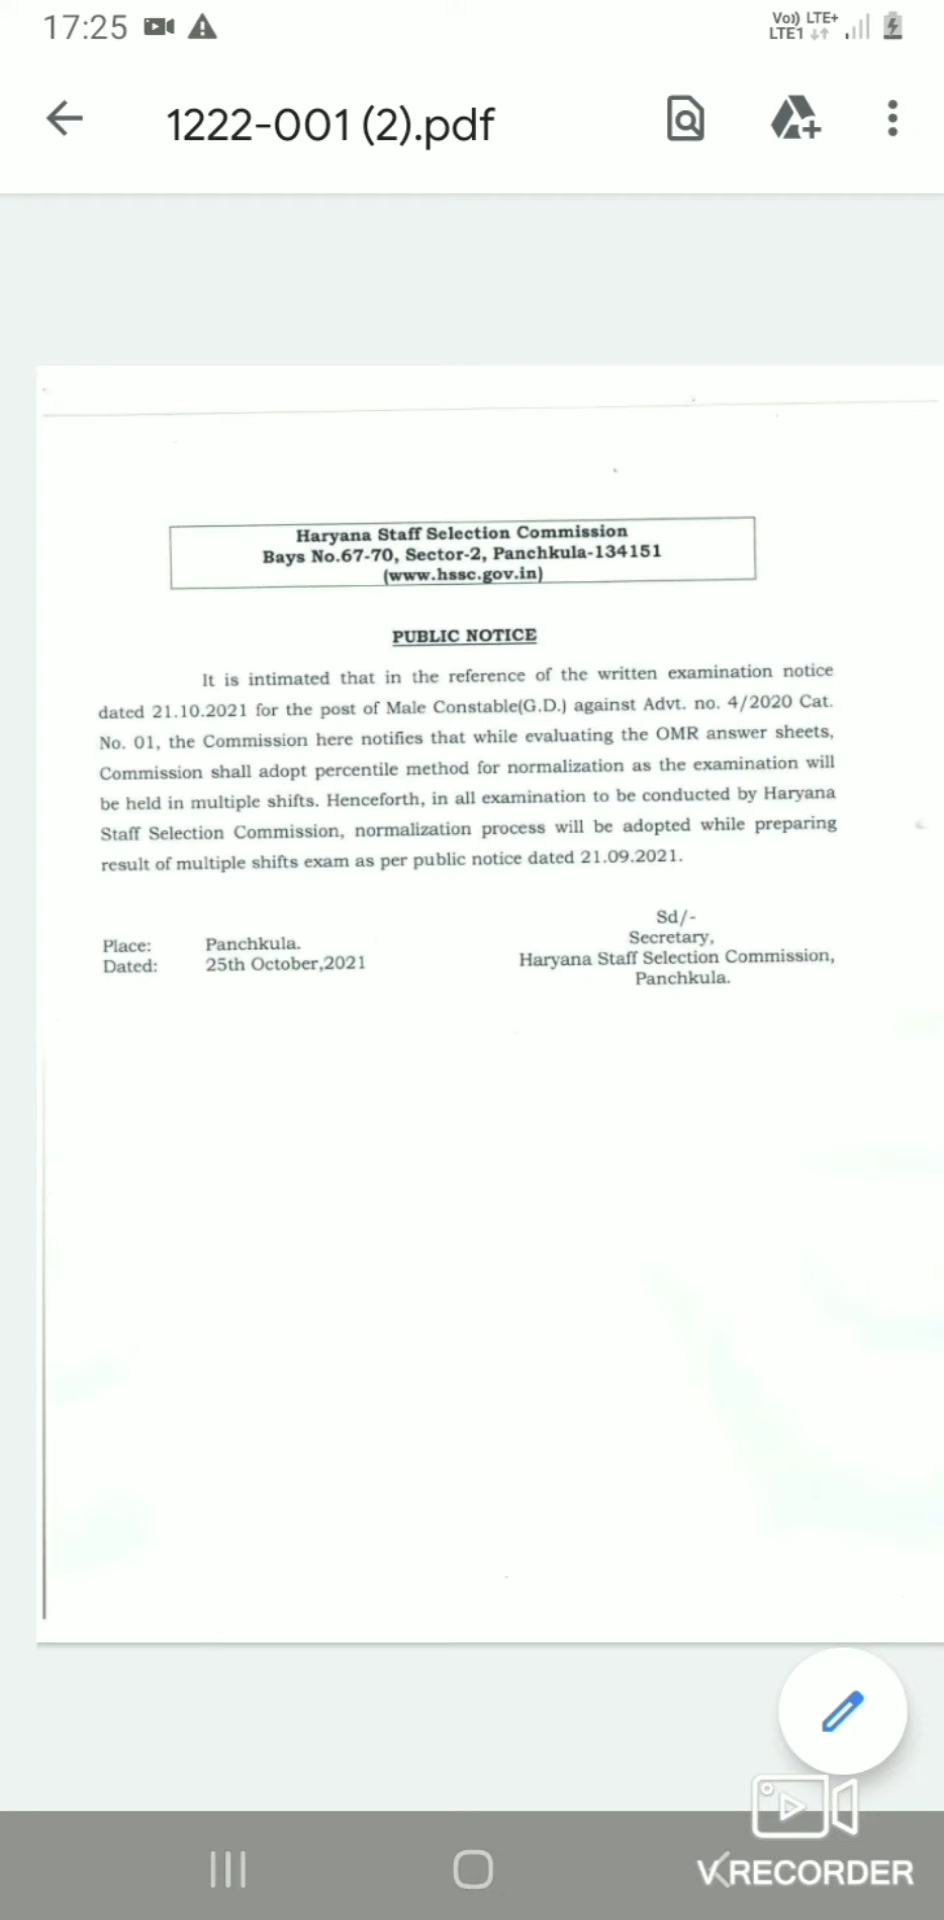 17:25
Vo)) LTE+
LTE1
1222-001 (2).pdf
Haryana Staff Selection Commission
Bays No.67-70, Sector-2, Panchkula-134151
(www.hssc.gov.in)
PUBLIC NOTICE
It is intimated that in the reference of the written examination notice
dated 21.10.2021 for the post of Male Constable(G.D.) against Advt. no. 4/2020 Cat.
No. 01, the Commission here notifies that while evaluating the OMR answer sheets,
Commission shall adopt percentile method for normalization as the examination will
be held in multiple shifts. Henceforth, in all examination to be conducted by Haryana
Staff Selection Commission, normalization process will be adopted while preparing
result of multiple shifts exam as per public notice dated 21.09.2021.
Sd/-
Secretary,
Haryana Staff Selection Commission,
Panchkula.
Place: Panchkula.
Dated: 25th October,2021
VRECORDER